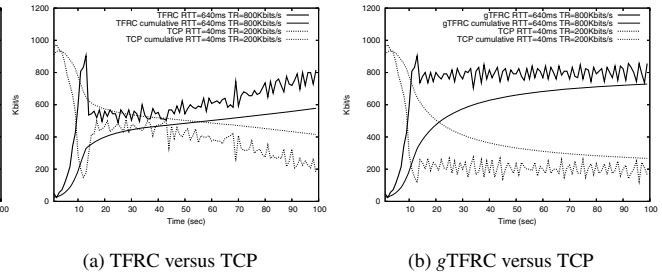 TFRC RTT=640ms TR=800Kbits/s
TFRC cumulative RTT=640ms TR=800Kbits/s
TCP RTT=40ms TR=200Kbits/s
TCP cumulative RTT=40ms TR=200Kbits/s
1200
1000
800
600
400
200
0
Kbit/s
10 20 30 40 50 60 70 80 90 100
Time (sec)
(a) TFRC versus TCP
gTFRC RTT=640ms TR=800Kbits/s
gTFRC cumulative RTT=640ms TR=800Kbits/s
TCP RTT=40ms TR=200Kbits/s
TCP cumulative RTT=40ms TR=200Kbits/s
1200
1000
800
600
400
200
0
Kbit/s
10 20 30 40 50 60 70 80 90 100
Time (sec)
(b) gTFRC versus TCP